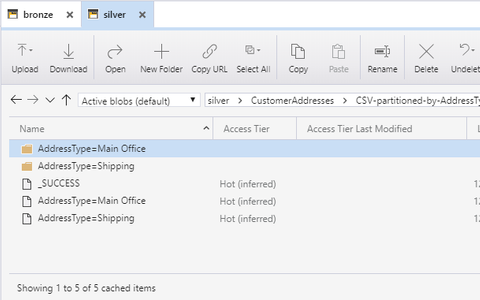 bronze × silver ×
Upload Download Open New Folder Copy URL Select All Copy Paste Rename Delete Undelet
Active blobs (default) silver > CustomerAddresses > CSV-partitioned-by-AddressTy
Name Access Tier Access Tier Last Modified L
AddressType=Main Office
AddressType=Shipping
_SUCCESS Hot (inferred) 12
AddressType=Main Office Hot (inferred) 12
AddressType=Shipping Hot (inferred) 12
Showing 1 to 5 of 5 cached items